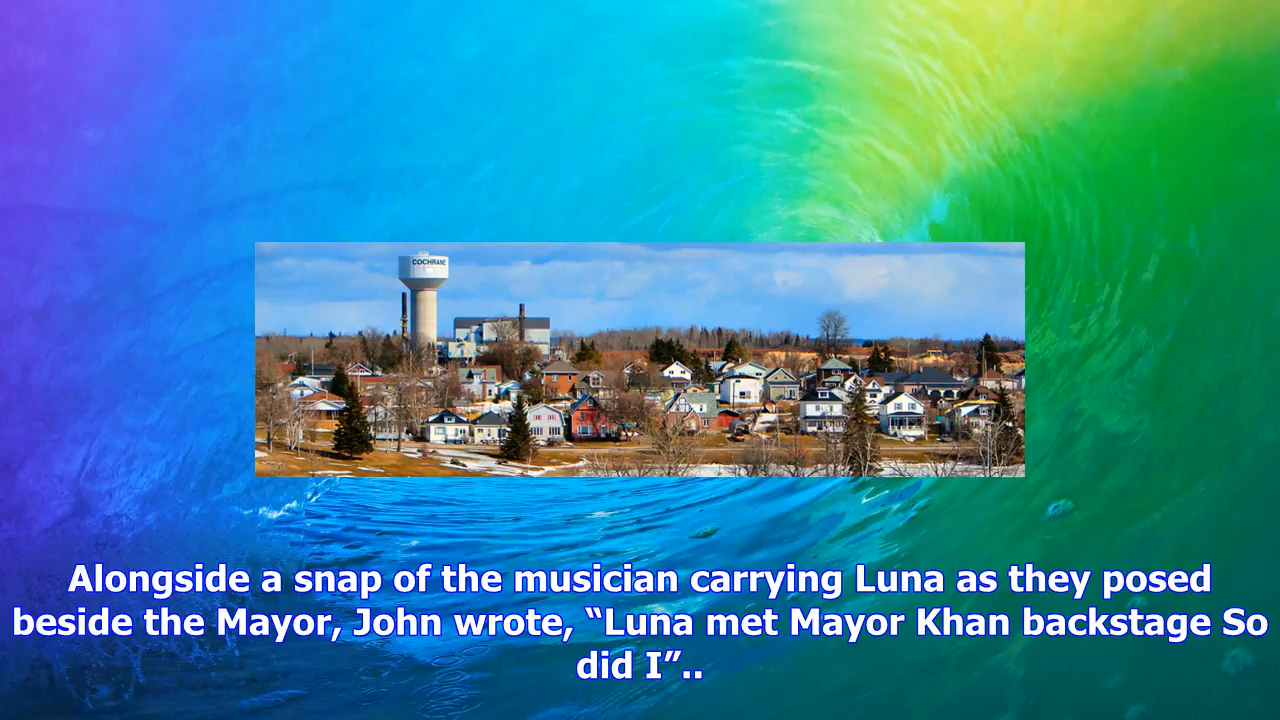 COCHRANE
Alongside a snap of the musician carrying Luna as they posed
beside the Mayor, John wrote, “Luna met Mayor Khan backstage So
did I”..